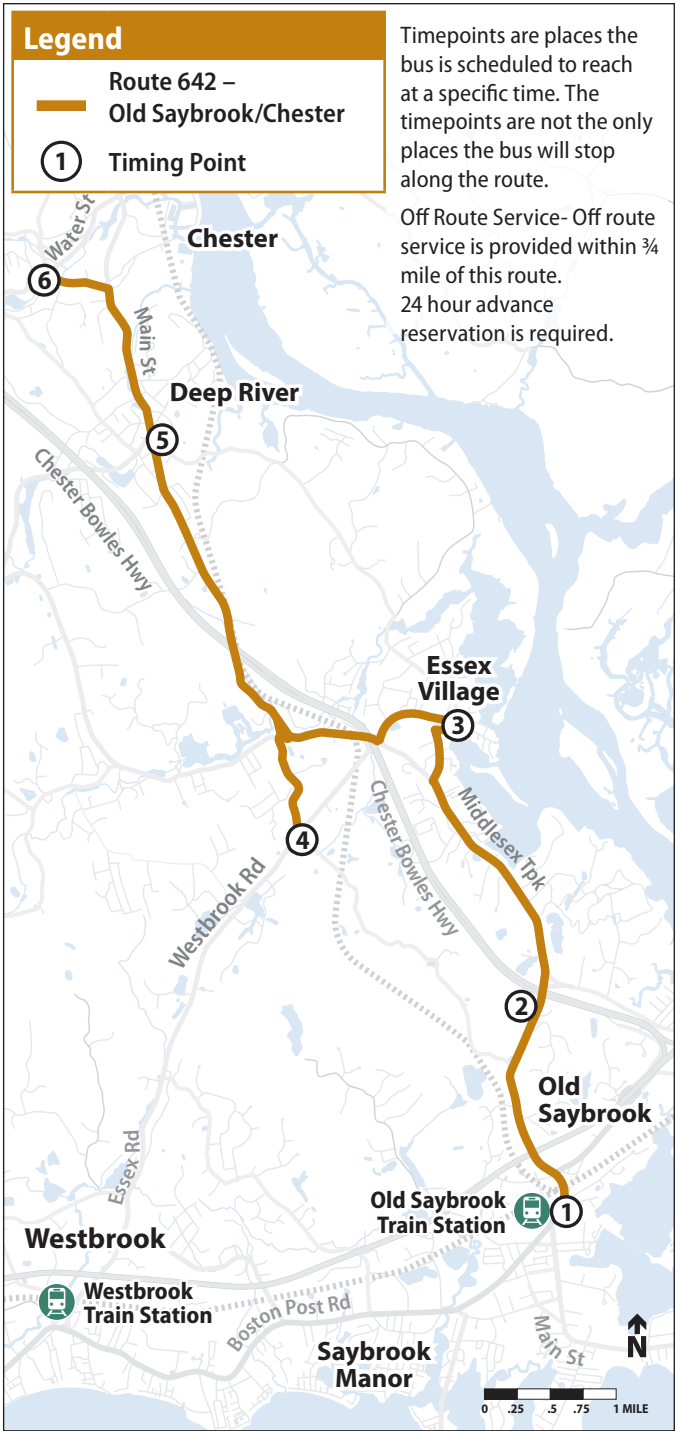 Legend
Route 642 –
Old Saybrook/Chester
1 Timing Point
Timepoints are places the
bus is scheduled to reach
at a specific time. The
timepoints are not the only
places the bus will stop
along the route.
Off Route Service- Off route
service is provided within ¾
mile of this route.
24 hour advance
reservation is required.
Water St
Chester
6
Main St
Deep River
5
Chester Bowles Hwy
Essex
Village
3
Middlesex Tpk
Chester Bowles Hwy
4
Westbrook Rd
2
Old
Saybrook
Essex Rd
Old Saybrook
Train Station
1
Westbrook
Westbrook
Train Station
Boston Post Rd
Main St
Saybrook
Manor
N
0 .25 .5 .75 1 MILE